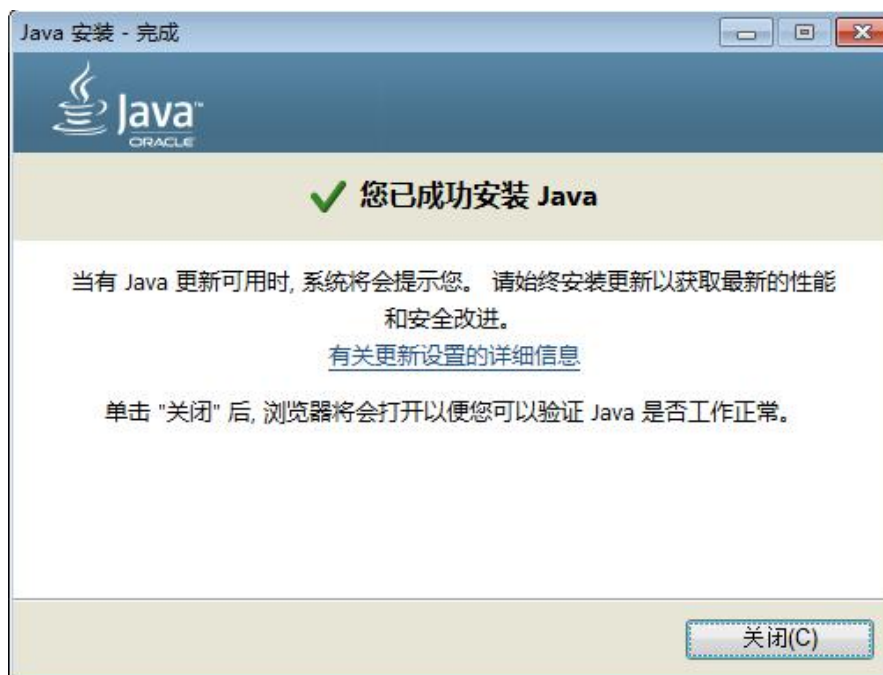 Java 安装 - 完成
Java™
ORACLE
您已成功安装 Java
当有 Java 更新可用时, 系统将会提示您。 请始终安装更新以获取最新的性能
和安全改进。
有关更新设置的详细信息
单击 "关闭" 后, 浏览器将会打开以便您可以验证 Java 是否工作正常。
关闭(C)